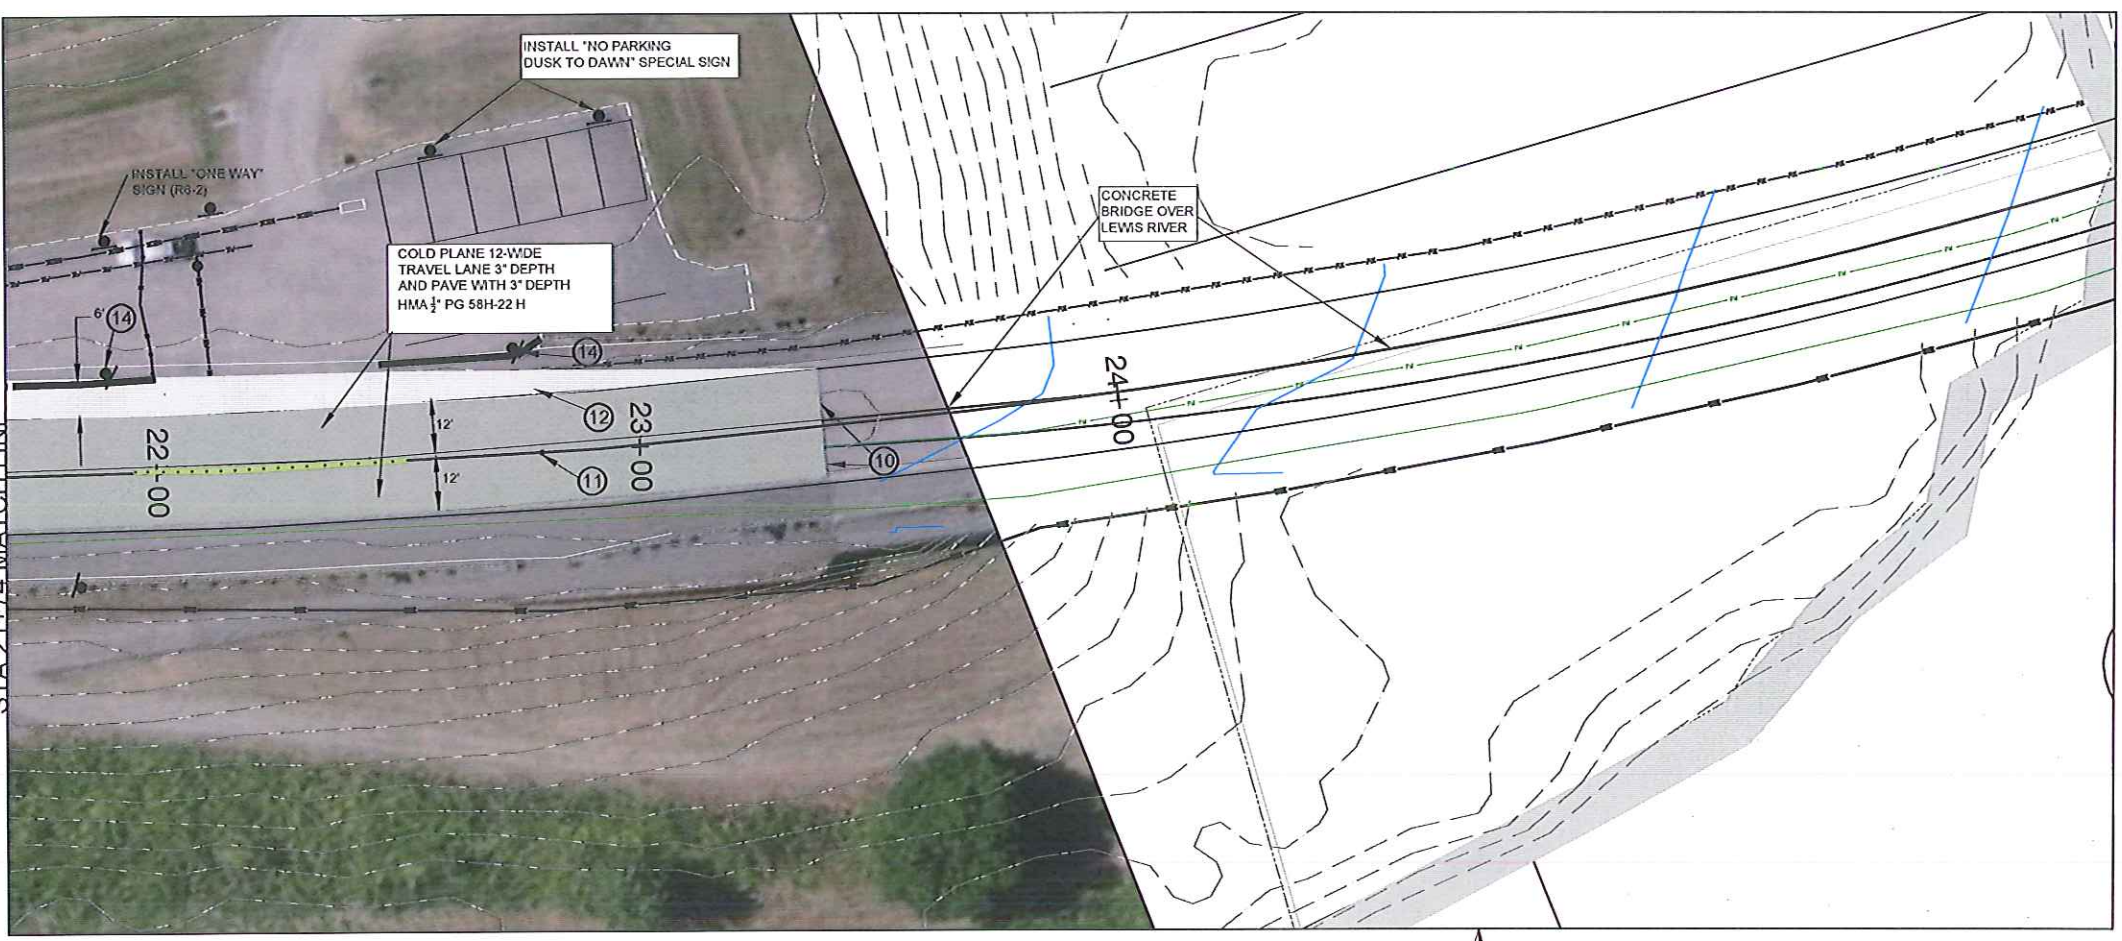 INSTALL "NO PARKING
DUSK TO DAWN" SPECIAL SIGN
INSTALL "ONE WAY"
SIGN (R6-2)
CONCRETE
BRIDGE OVER
LEWIS RIVER
COLD PLANE 12-WIDE
TRAVEL LANE 3" DEPTH
AND PAVE WITH 3" DEPTH
HMA ½" PG 58H-22 H
6'
14
14
12
12'
12'
11
10
22+00
23+00
24+00